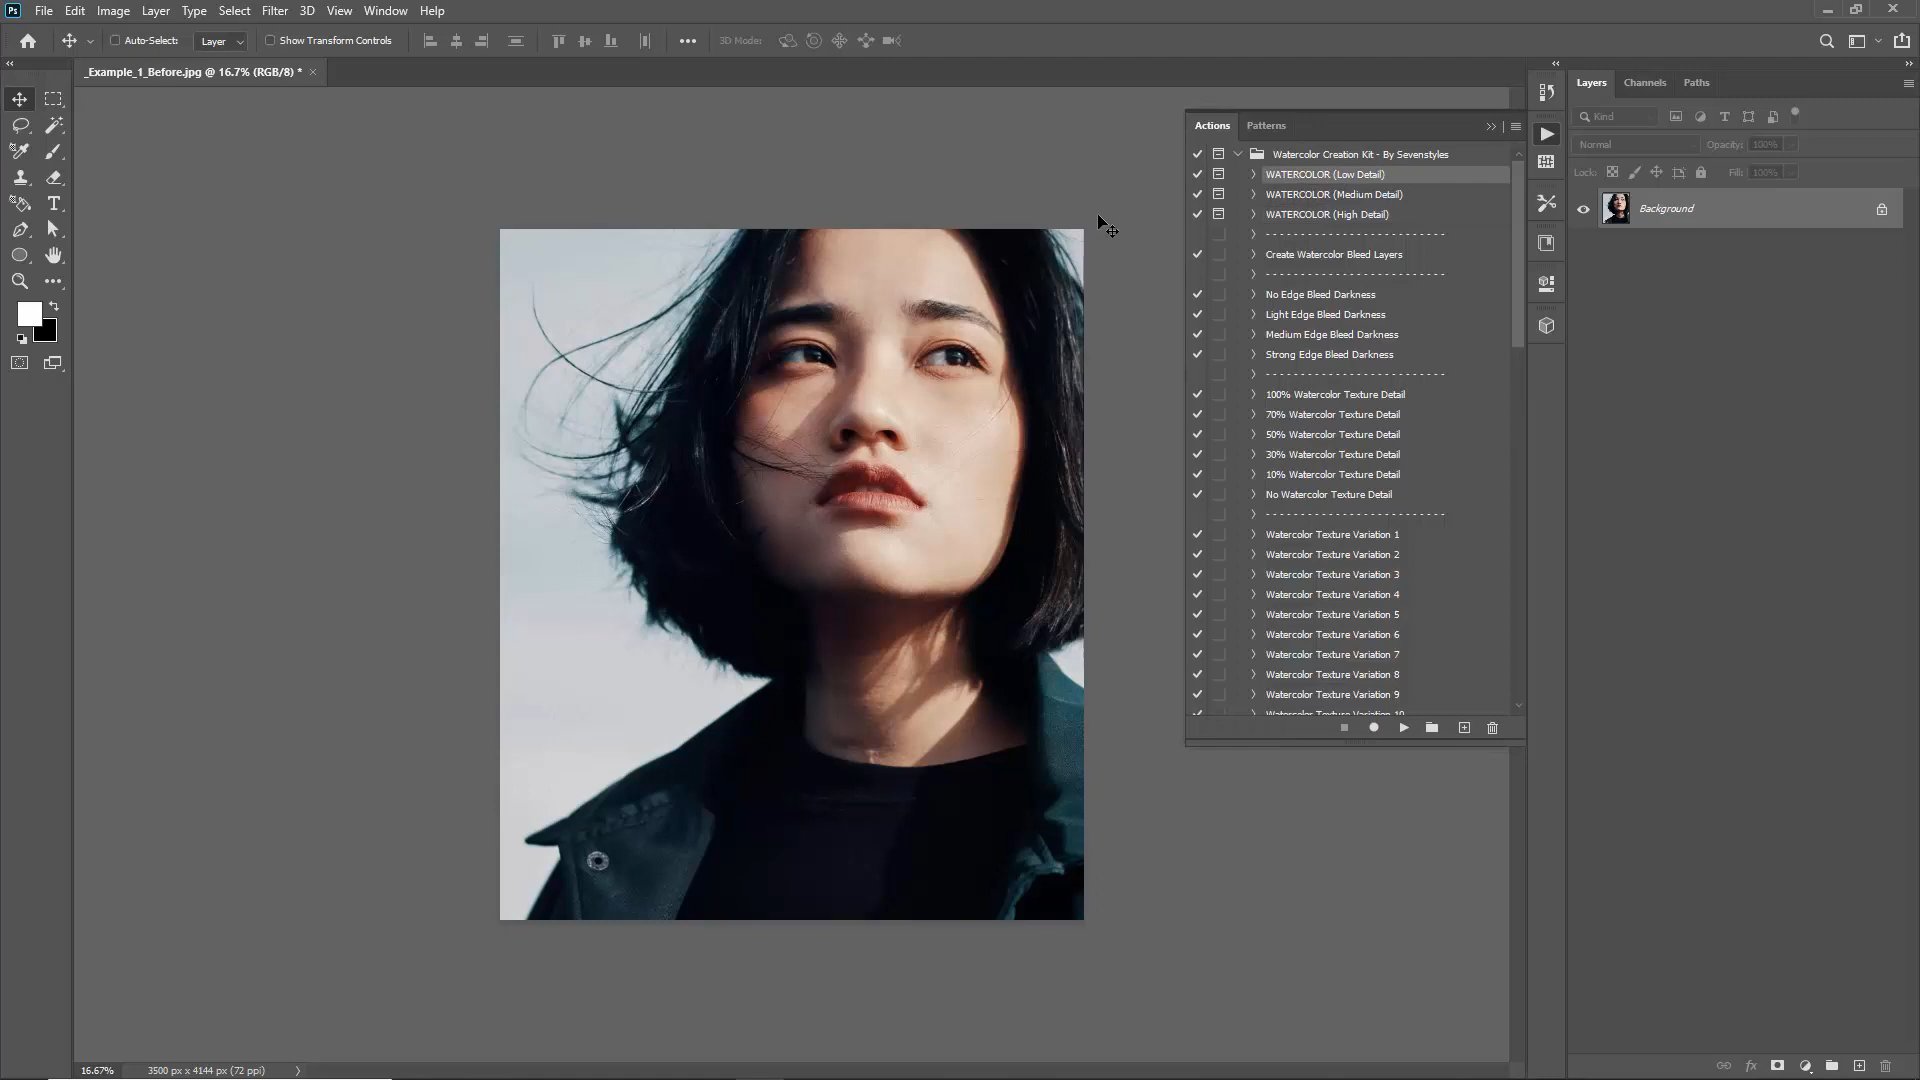 Ps File Edit Image Layer Type Select Filter 3D View Window Help
Auto-Select: Layer Show Transform Controls 3D Mode:
_Example_1_Before.jpg @ 16.7% (RGB/8) * ×
Actions Patterns
Watercolor Creation Kit - By Sevenstyles
WATERCOLOR (Low Detail)
WATERCOLOR (Medium Detail)
WATERCOLOR (High Detail)
- - - - - - - - - - - - - - - - - - - - - - - - - -
Create Watercolor Bleed Layers
- - - - - - - - - - - - - - - - - - - - - - - - - -
No Edge Bleed Darkness
Light Edge Bleed Darkness
Medium Edge Bleed Darkness
Strong Edge Bleed Darkness
- - - - - - - - - - - - - - - - - - - - - - - - - -
100% Watercolor Texture Detail
70% Watercolor Texture Detail
50% Watercolor Texture Detail
30% Watercolor Texture Detail
10% Watercolor Texture Detail
No Watercolor Texture Detail
- - - - - - - - - - - - - - - - - - - - - - - - - -
Watercolor Texture Variation 1
Watercolor Texture Variation 2
Watercolor Texture Variation 3
Watercolor Texture Variation 4
Watercolor Texture Variation 5
Watercolor Texture Variation 6
Watercolor Texture Variation 7
Watercolor Texture Variation 8
Watercolor Texture Variation 9
Watercolor Texture Variation 10
Layers Channels Paths
Kind
Normal Opacity: 100%
Lock: Fill: 100%
Background
fx
16.67% 3500 px x 4144 px (72 ppi)